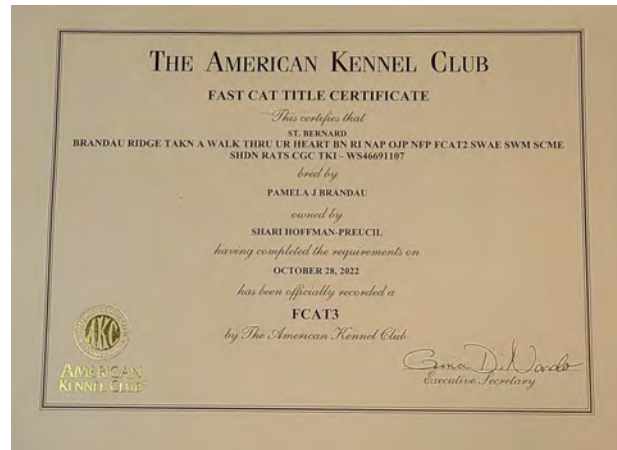 THE AMERICAN KENNEL CLUB
FAST CAT TITLE CERTIFICATE
This certifies that
ST. BERNARD
BRANDAU RIDGE TAKN A WALK THRU UR HEART BN RI NAP OJP NFP FCAT2 SWAE SWM SCME
SHDN RATS CGC TKI – WS46691107
bred by
PAMELA J BRANDAU
owned by
SHARI HOFFMAN-PREUCIL
having completed the requirements on
OCTOBER 28, 2022
has been officially recorded a
FCAT3
by The American Kennel Club
AKC
AMERICAN
KENNEL CLUB
Executive Secretary